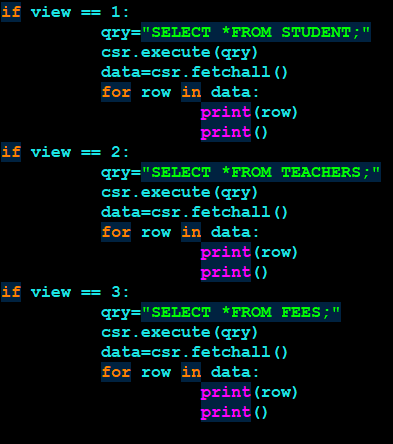 if view == 1:
          qry="SELECT *FROM STUDENT;"
          csr.execute(qry)
          data=csr.fetchall()
          for row in data:
                    print(row)
                    print()
if view == 2:
          qry="SELECT *FROM TEACHERS;"
          csr.execute(qry)
          data=csr.fetchall()
          for row in data:
                    print(row)
                    print()
if view == 3:
          qry="SELECT *FROM FEES;"
          csr.execute(qry)
          data=csr.fetchall()
          for row in data:
                    print(row)
                    print()